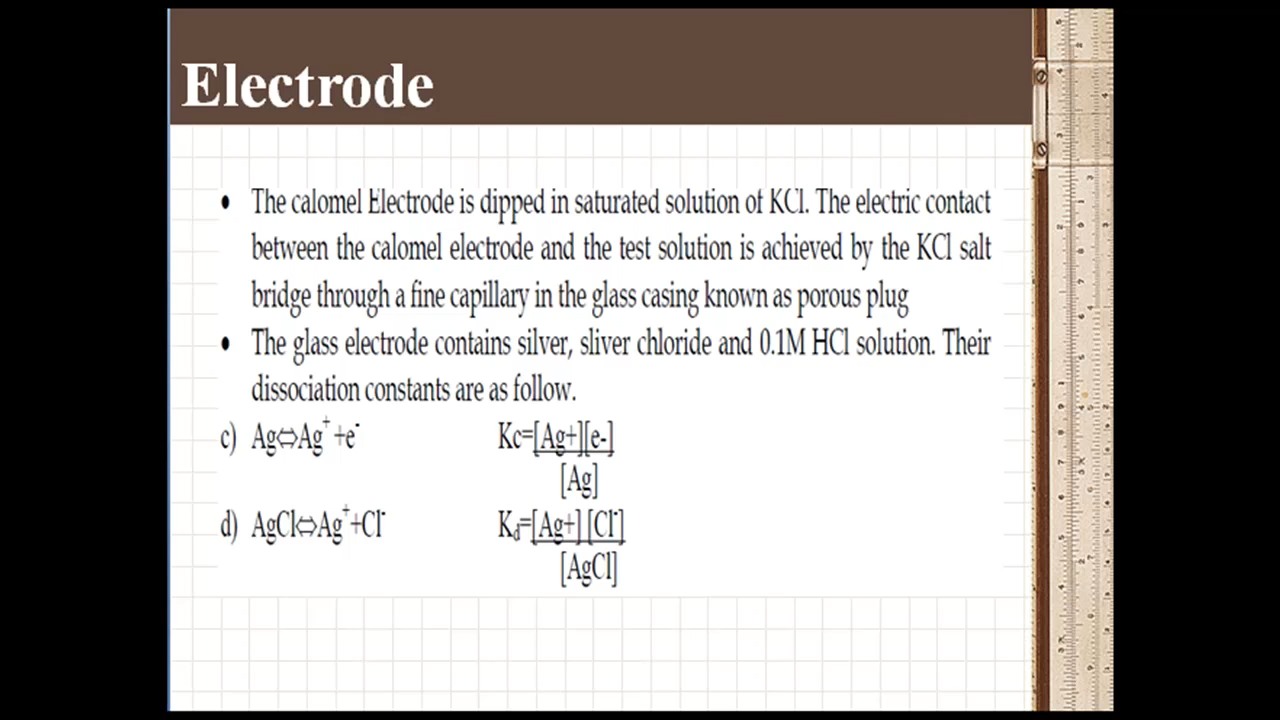 Electrode
• The calomel Electrode is dipped in saturated solution of KCl. The electric contact
between the calomel electrode and the test solution is achieved by the KCl salt
bridge through a fine capillary in the glass casing known as porous plug
• The glass electrode contains silver, sliver chloride and 0.1M HCl solution. Their
dissociation constants are as follow.
c) Ag⇔Ag⁺ +e⁻ Kc=[Ag+][e-]
[Ag]
d) AgCl⇔Ag⁺+Cl⁻ K_d=[Ag+] [Cl⁻]
[AgCl]